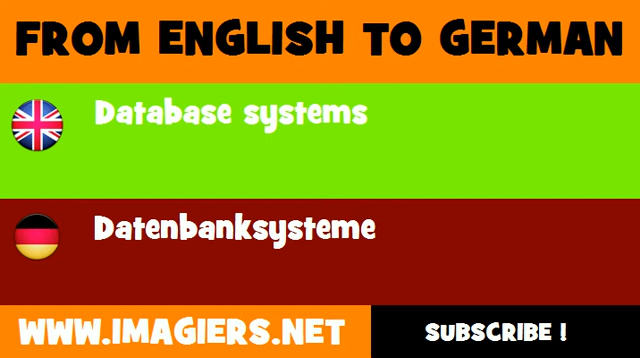 FROM ENGLISH TO GERMAN
Database systems
Datenbanksysteme
WWW.IMAGIERS.NET
SUBSCRIBE !